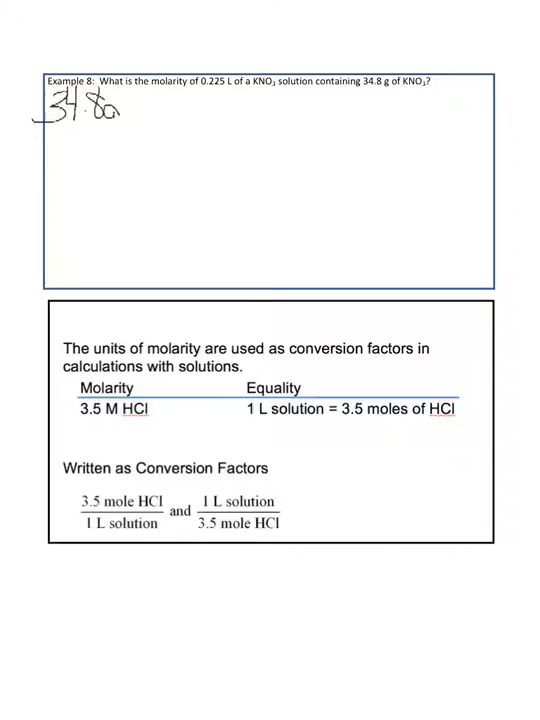 Example 8: What is the molarity of 0.225 L of a KNO₃ solution containing 34.8 g of KNO₃?
34.8g
The units of molarity are used as conversion factors in
calculations with solutions.
Molarity Equality
3.5 M HCl 1 L solution = 3.5 moles of HCl
Written as Conversion Factors
3.5 mole HCl / 1 L solution and 1 L solution / 3.5 mole HCl